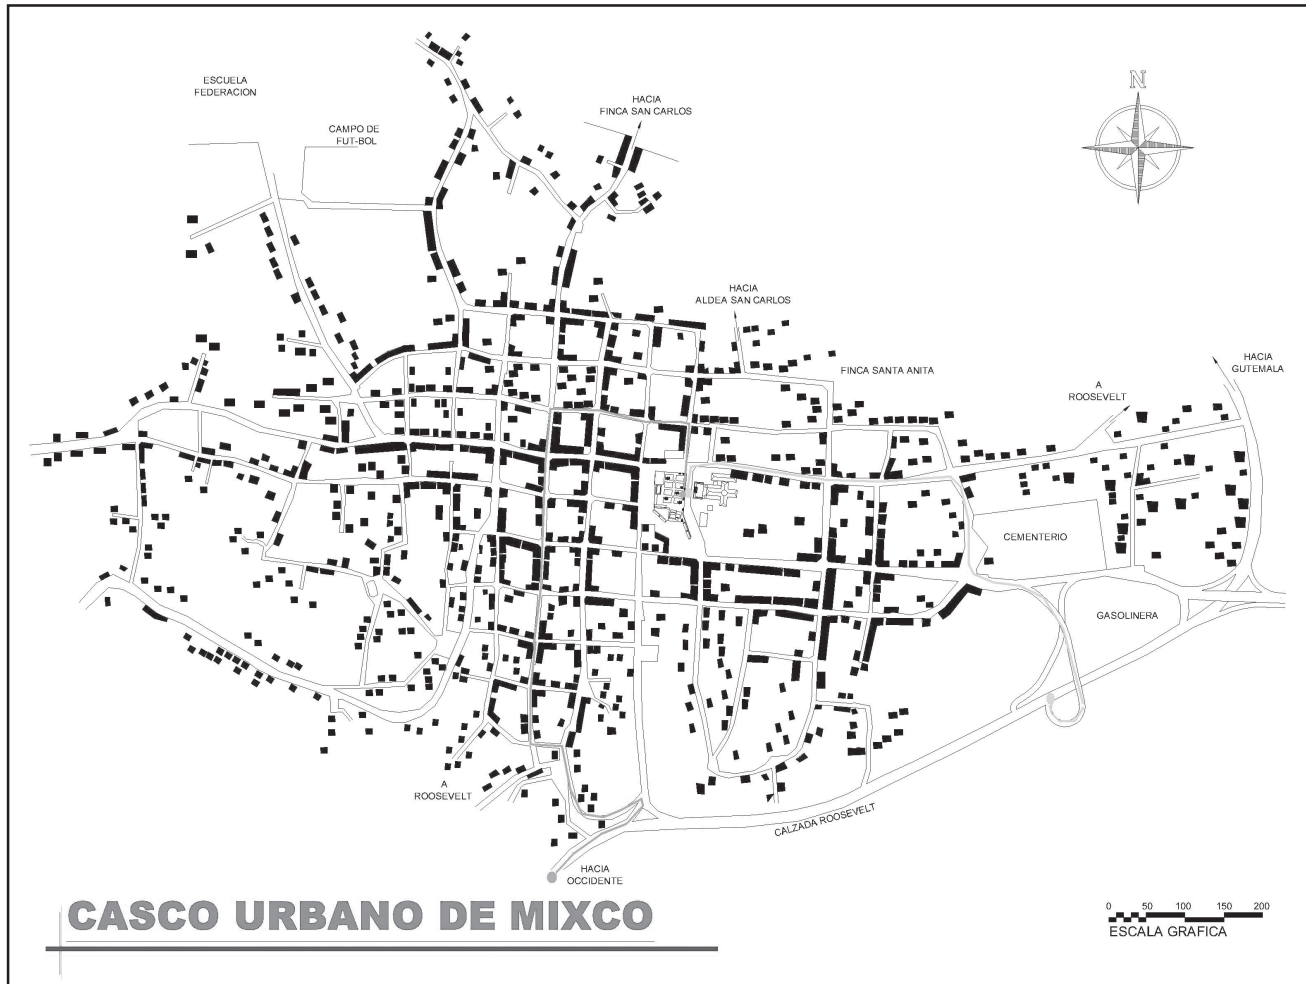 ESCUELA
FEDERACION
CAMPO DE
FUT-BOL
HACIA
FINCA SAN CARLOS
N
HACIA
ALDEA SAN CARLOS
FINCA SANTA ANITA
A
ROOSEVELT
HACIA
GUTEMALA
CEMENTERIO
GASOLINERA
A
ROOSEVELT
CALZADA ROOSEVELT
HACIA
OCCIDENTE
CASCO URBANO DE MIXCO
0 50 100 150 200
ESCALA GRAFICA